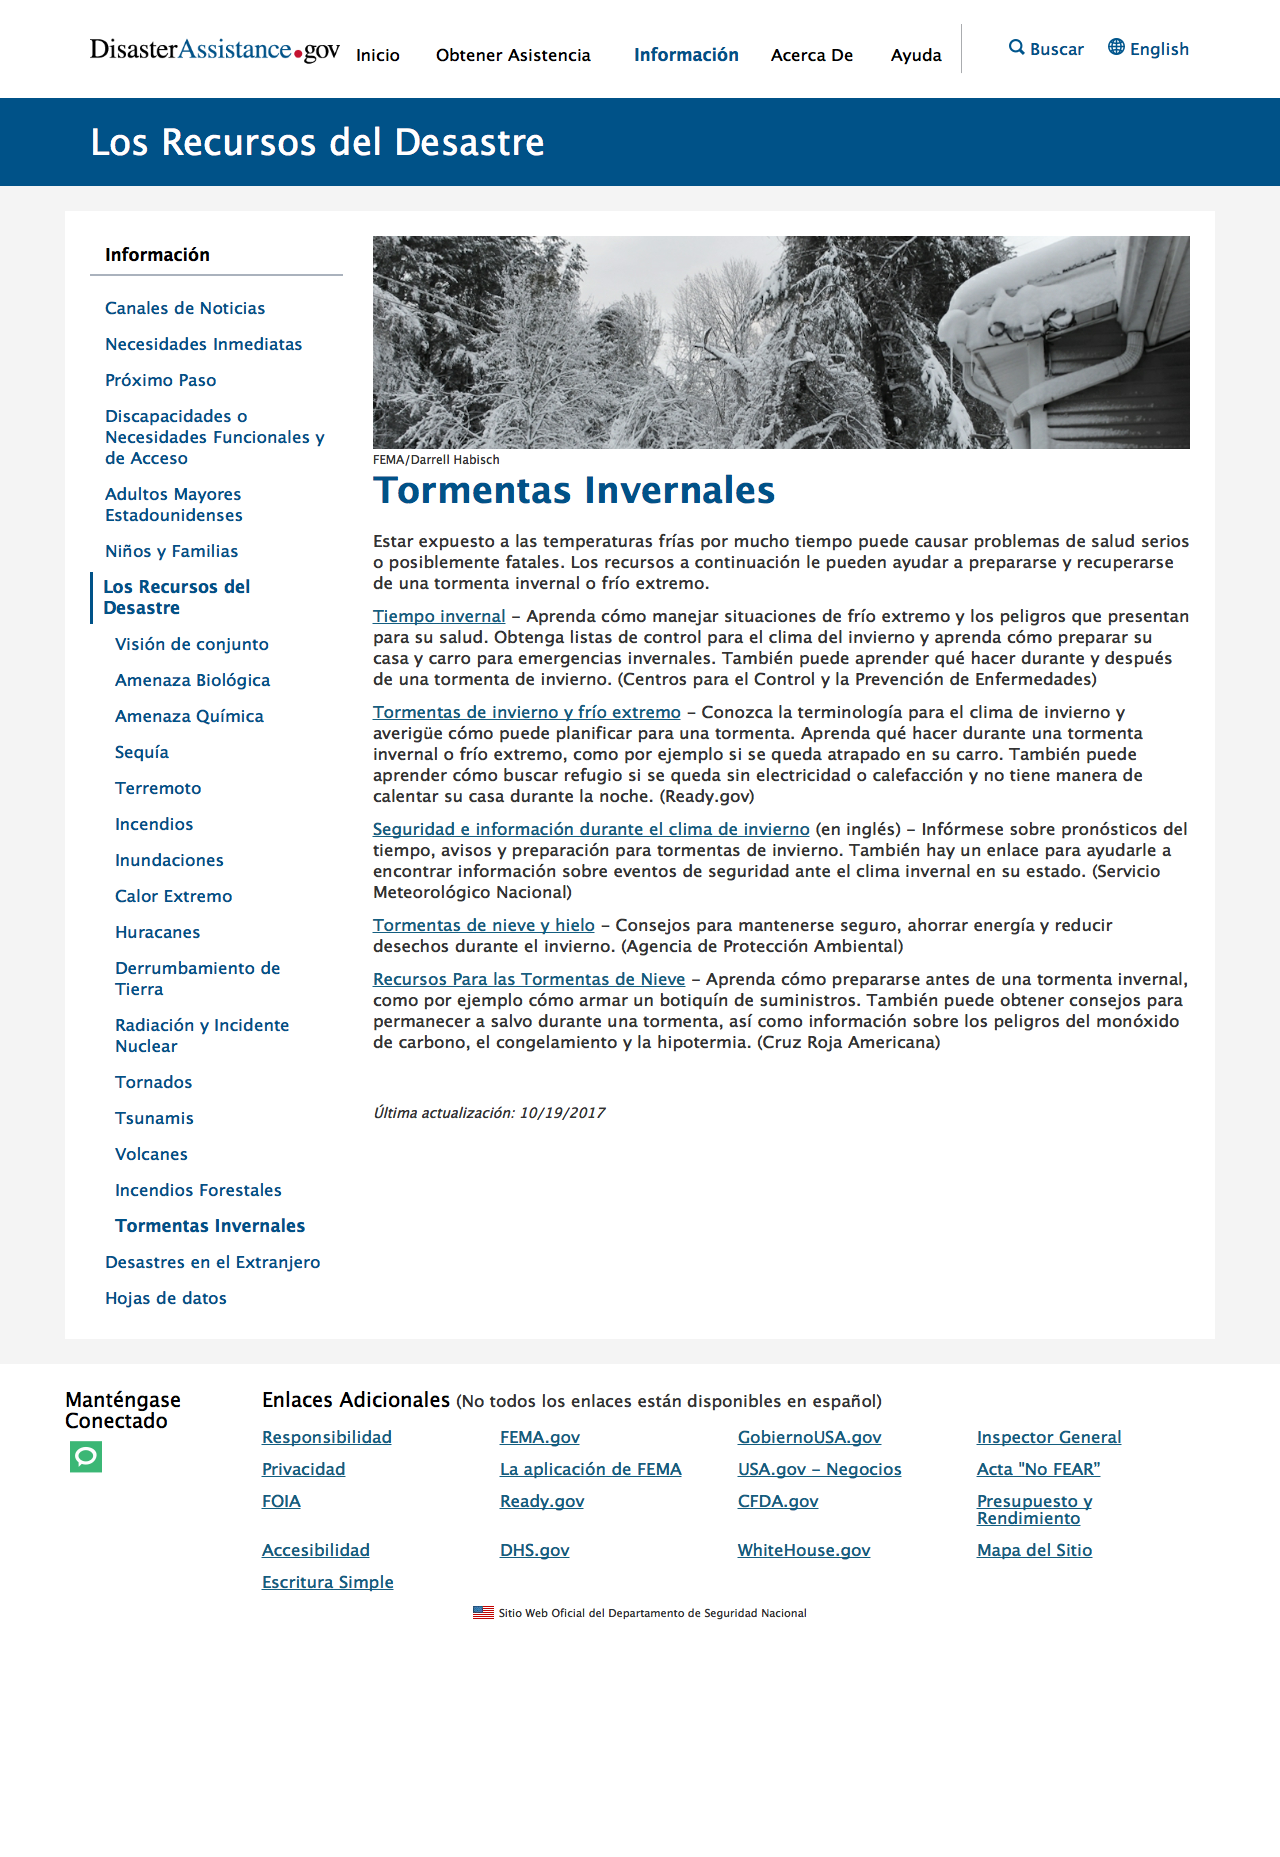 DisasterAssistance.gov
Inicio
Obtener Asistencia
Información
Acerca De
Ayuda
Buscar
English
Los Recursos del Desastre
Información
Canales de Noticias
Necesidades Inmediatas
Próximo Paso
Discapacidades o
Necesidades Funcionales y
de Acceso
Adultos Mayores
Estadounidenses
Niños y Familias
Los Recursos del
Desastre
Visión de conjunto
Amenaza Biológica
Amenaza Química
Sequía
Terremoto
Incendios
Inundaciones
Calor Extremo
Huracanes
Derrumbamiento de
Tierra
Radiación y Incidente
Nuclear
Tornados
Tsunamis
Volcanes
Incendios Forestales
Tormentas Invernales
Desastres en el Extranjero
Hojas de datos
FEMA/Darrell Habisch
Tormentas Invernales
Estar expuesto a las temperaturas frías por mucho tiempo puede causar problemas de salud serios
o posiblemente fatales. Los recursos a continuación le pueden ayudar a prepararse y recuperarse
de una tormenta invernal o frío extremo.
Tiempo invernal – Aprenda cómo manejar situaciones de frío extremo y los peligros que presentan
para su salud. Obtenga listas de control para el clima del invierno y aprenda cómo preparar su
casa y carro para emergencias invernales. También puede aprender qué hacer durante y después
de una tormenta de invierno. (Centros para el Control y la Prevención de Enfermedades)
Tormentas de invierno y frío extremo – Conozca la terminología para el clima de invierno y
averigüe cómo puede planificar para una tormenta. Aprenda qué hacer durante una tormenta
invernal o frío extremo, como por ejemplo si se queda atrapado en su carro. También puede
aprender cómo buscar refugio si se queda sin electricidad o calefacción y no tiene manera de
calentar su casa durante la noche. (Ready.gov)
Seguridad e información durante el clima de invierno (en inglés) – Infórmese sobre pronósticos del
tiempo, avisos y preparación para tormentas de invierno. También hay un enlace para ayudarle a
encontrar información sobre eventos de seguridad ante el clima invernal en su estado. (Servicio
Meteorológico Nacional)
Tormentas de nieve y hielo – Consejos para mantenerse seguro, ahorrar energía y reducir
desechos durante el invierno. (Agencia de Protección Ambiental)
Recursos Para las Tormentas de Nieve – Aprenda cómo prepararse antes de una tormenta invernal,
como por ejemplo cómo armar un botiquín de suministros. También puede obtener consejos para
permanecer a salvo durante una tormenta, así como información sobre los peligros del monóxido
de carbono, el congelamiento y la hipotermia. (Cruz Roja Americana)
Última actualización: 10/19/2017
Manténgase
Conectado
Enlaces Adicionales (No todos los enlaces están disponibles en español)
Responsibilidad
FEMA.gov
GobiernoUSA.gov
Inspector General
Privacidad
La aplicación de FEMA
USA.gov – Negocios
Acta "No FEAR"
FOIA
Ready.gov
CFDA.gov
Presupuesto y
Rendimiento
Accesibilidad
DHS.gov
WhiteHouse.gov
Mapa del Sitio
Escritura Simple
Sitio Web Oficial del Departamento de Seguridad Nacional